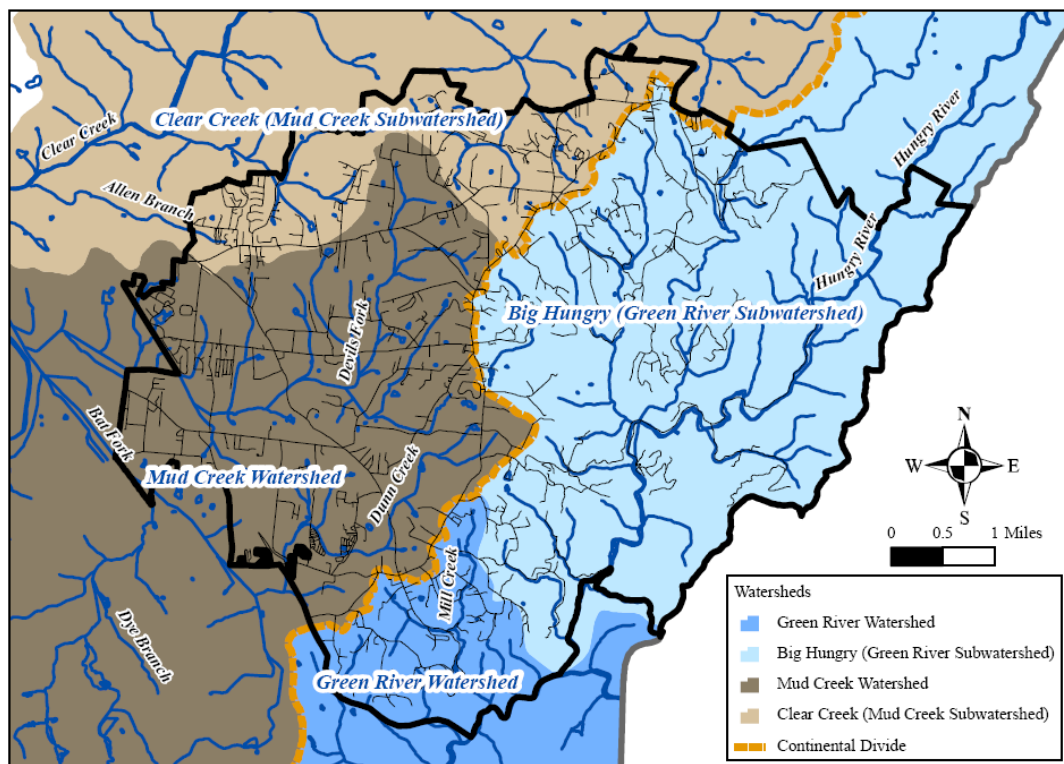 Clear Creek (Mud Creek Subwatershed)
Clear Creek
Hungry River
Allen Branch
Hungry River
Big Hungry (Green River Subwatershed)
Devils Fork
Bat Fork
Mud Creek Watershed
Dunn Creek
Mill Creek
Dye Branch
Green River Watershed
N
W E
S
0 0.5 1 Miles
Watersheds
Green River Watershed
Big Hungry (Green River Subwatershed)
Mud Creek Watershed
Clear Creek (Mud Creek Subwatershed)
Continental Divide